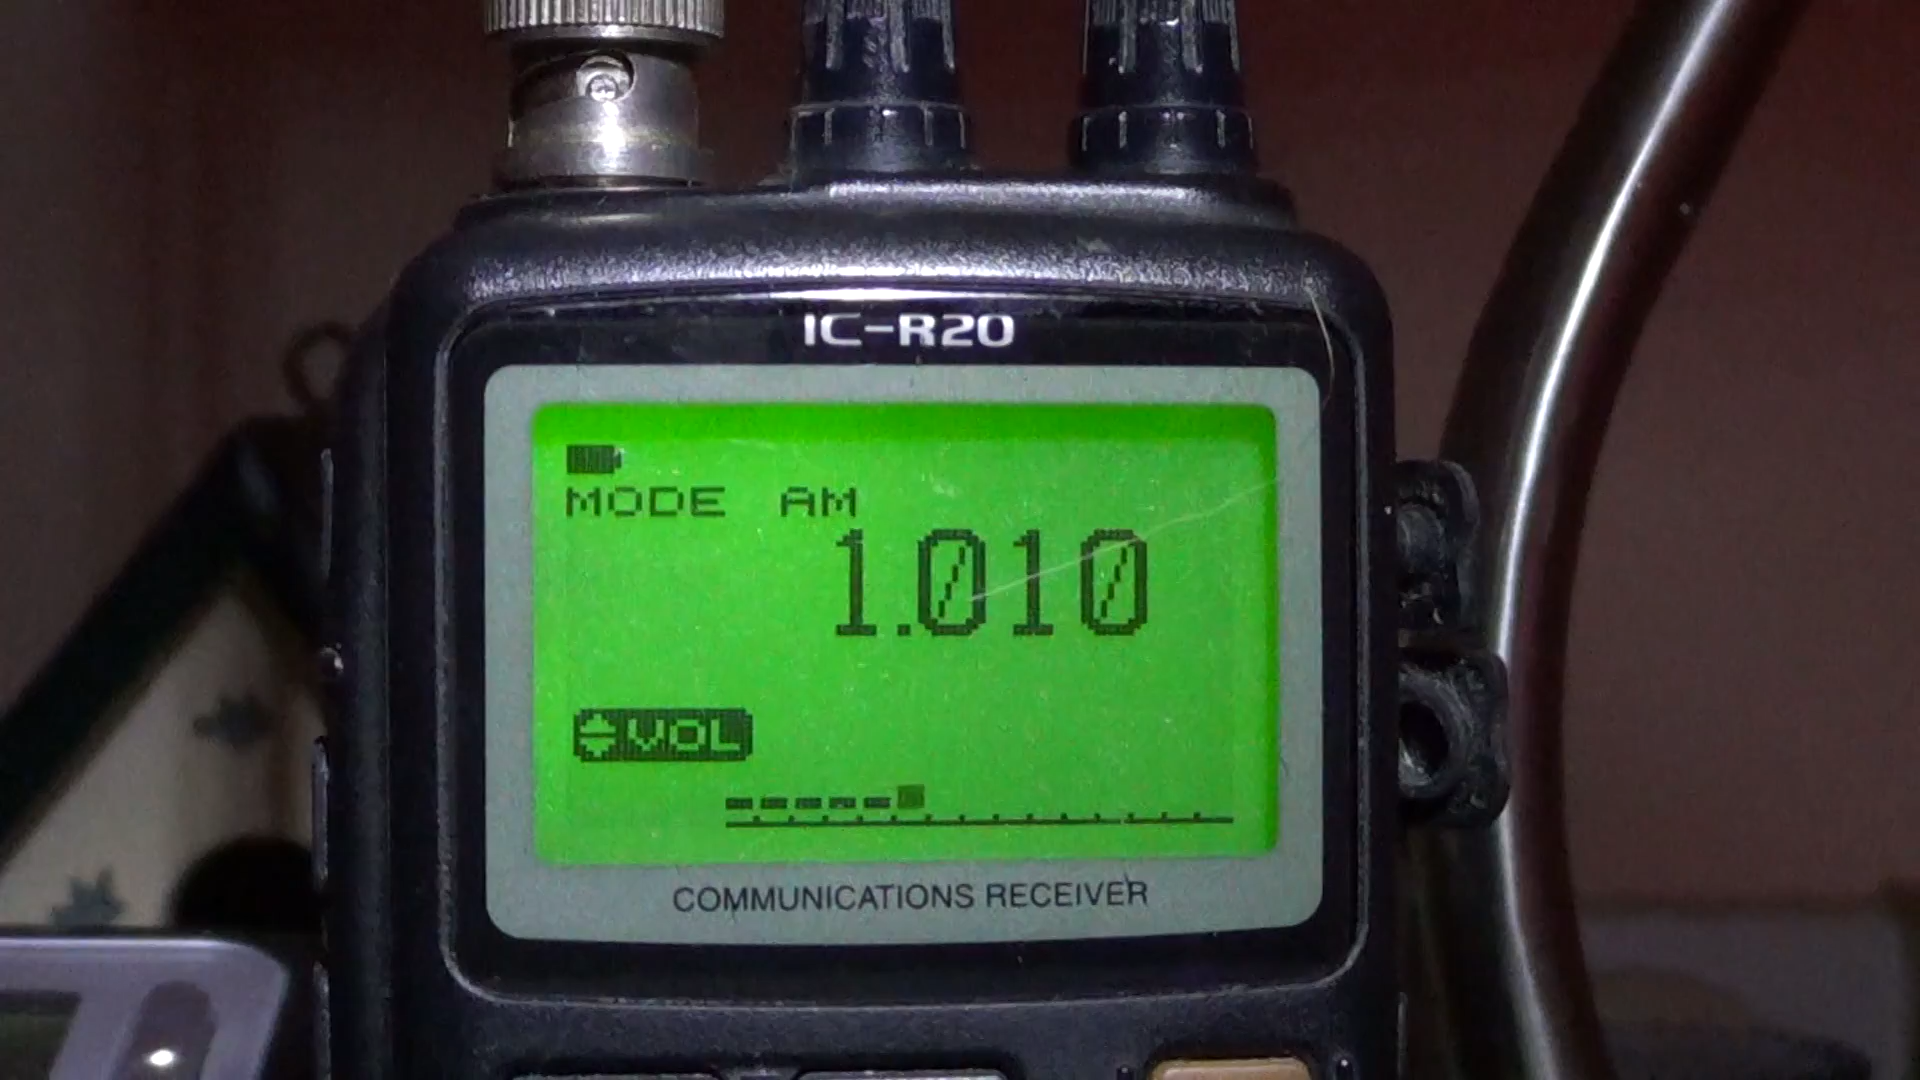 IC-R20
MODE AM
1.010
VOL
COMMUNICATIONS RECEIVER